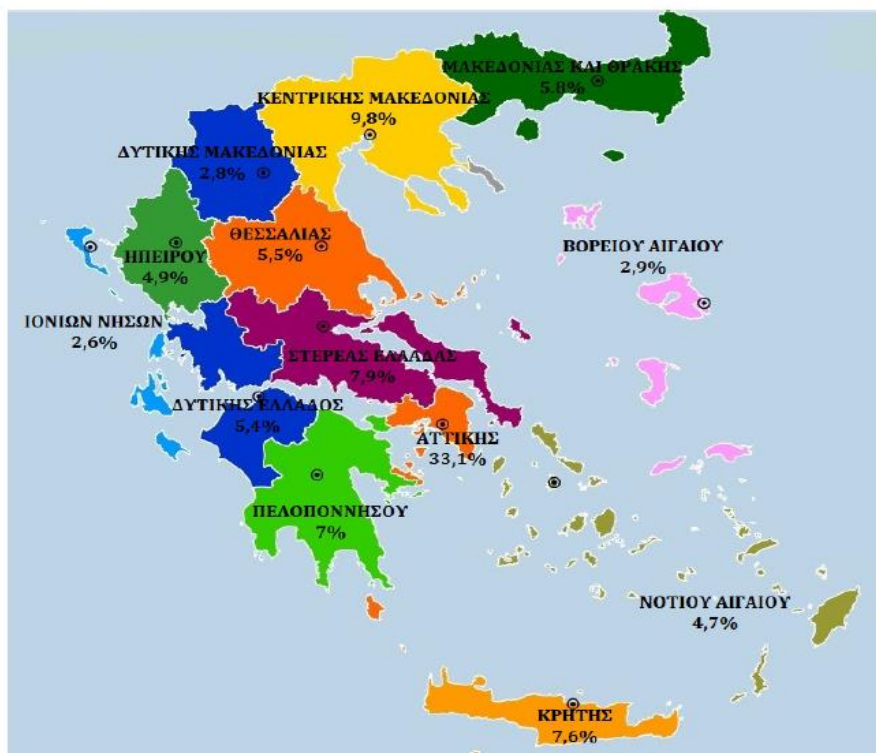 ΜΑΚΕΔΟΝΙΑΣ ΚΑΙ ΘΡΑΚΗΣ
5.8%
ΚΕΝΤΡΙΚΗΣ ΜΑΚΕΔΟΝΙΑΣ
9,8%
ΔΥΤΙΚΗΣ ΜΑΚΕΔΟΝΙΑΣ
2,8%
ΘΕΣΣΑΛΙΑΣ
5,5%
ΗΠΕΙΡΟΥ
4,9%
ΒΟΡΕΙΟΥ ΑΙΓΑΙΟΥ
2,9%
ΙΟΝΙΩΝ ΝΗΣΩΝ
2,6%
ΣΤΕΡΕΑΣ ΕΛΛΑΔΑΣ
7,9%
ΔΥΤΙΚΗΣ ΕΛΛΑΔΟΣ
5,4%
ΑΤΤΙΚΗΣ
33,1%
ΠΕΛΟΠΟΝΝΗΣΟΥ
7%
ΝΟΤΙΟΥ ΑΙΓΑΙΟΥ
4,7%
ΚΡΗΤΗΣ
7,6%